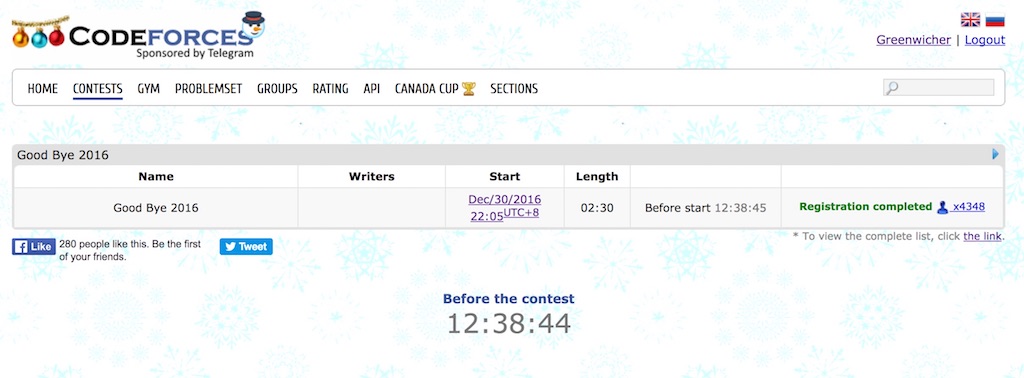 CODEFORCES
Sponsored by Telegram
Greenwicher | Logout
HOME CONTESTS GYM PROBLEMSET GROUPS RATING API CANADA CUP SECTIONS
Good Bye 2016
Name Writers Start Length
Good Bye 2016 Dec/30/2016 22:05UTC+8 02:30 Before start 12:38:45 Registration completed x4348
* To view the complete list, click the link.
Like 280 people like this. Be the first
of your friends.
Tweet
Before the contest
12:38:44